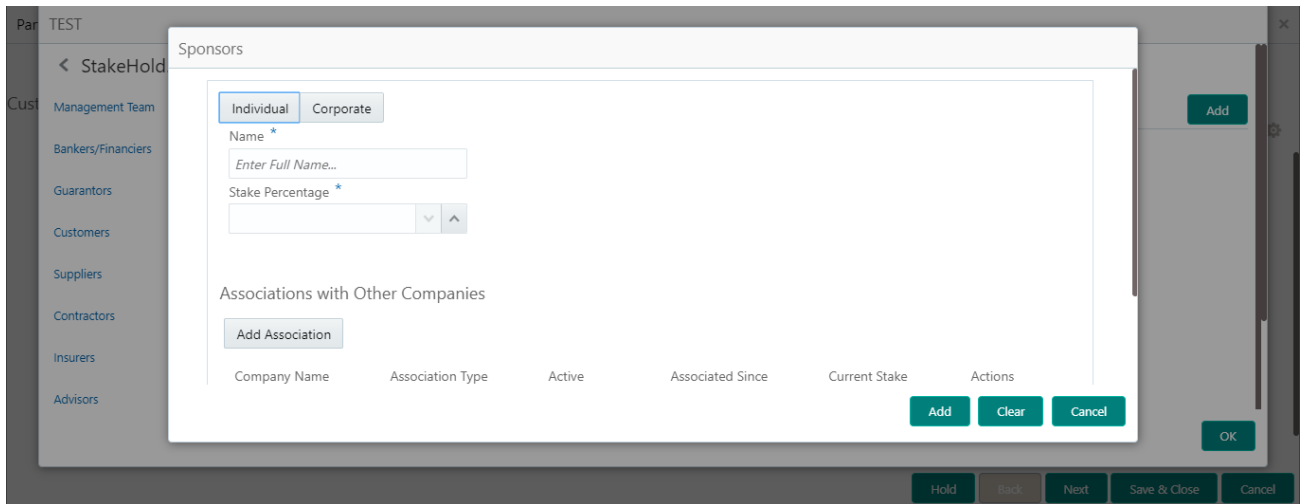 Par TEST
Sponsors
StakeHold
Cust
Individual Corporate
Management Team
Add
Name *
Bankers/Financiers
Enter Full Name...
Guarantors
Stake Percentage *
Customers
Suppliers
Associations with Other Companies
Contractors
Add Association
Insurers
Company Name Association Type Active Associated Since Current Stake Actions
Advisors
Add Clear Cancel
OK
Hold Back Next Save & Close Cancel